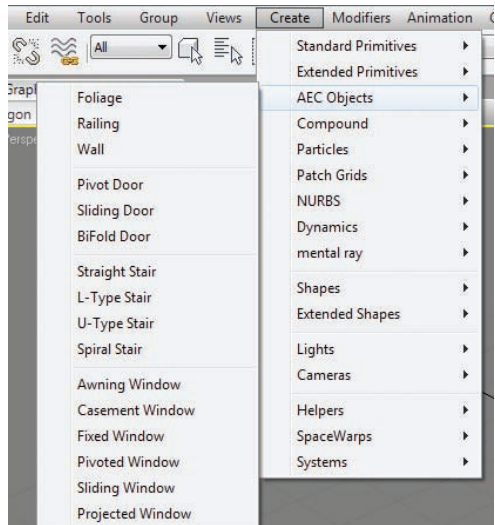 Edit Tools Group Views Create Modifiers Animation
All
Standard Primitives
Extended Primitives
AEC Objects
Compound
Particles
Patch Grids
NURBS
Dynamics
mental ray
Shapes
Extended Shapes
Lights
Cameras
Helpers
SpaceWarps
Systems
Foliage
Railing
Wall
Pivot Door
Sliding Door
BiFold Door
Straight Stair
L-Type Stair
U-Type Stair
Spiral Stair
Awning Window
Casement Window
Fixed Window
Pivoted Window
Sliding Window
Projected Window